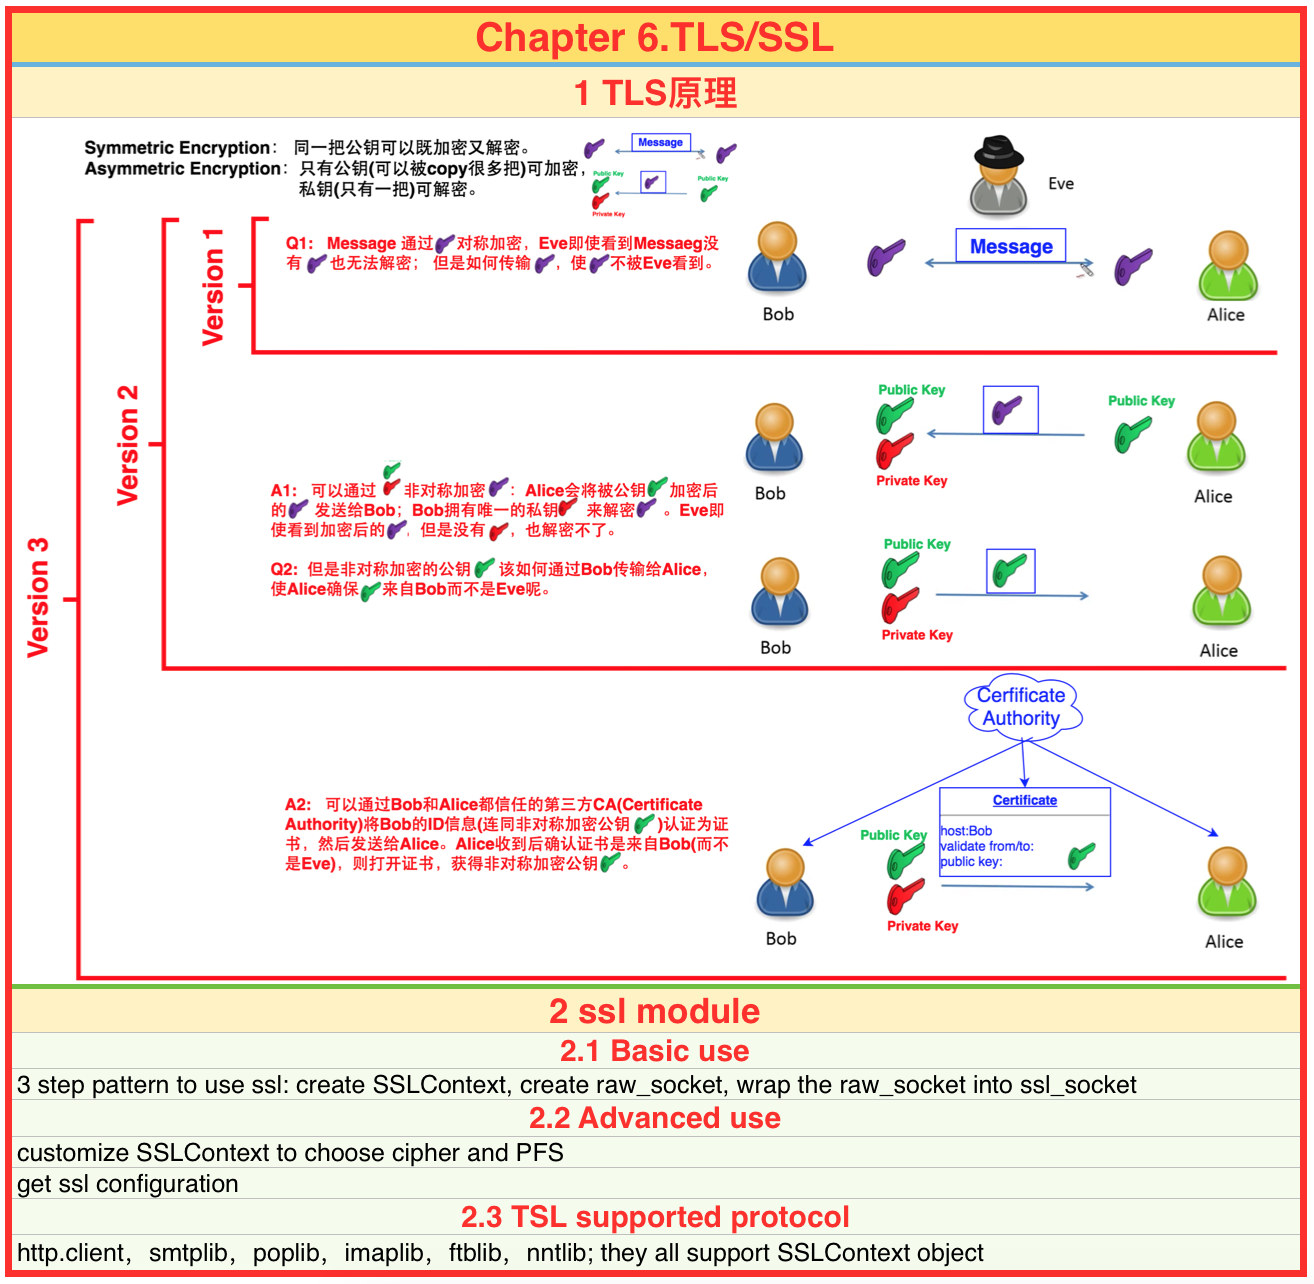 Chapter 6.TLS/SSL
1 TLS原理
Symmetric Encryption： 同一把公钥可以既加密又解密。
Asymmetric Encryption：只有公钥(可以被copy很多把)可加密，
私钥(只有一把)可解密。
Message
Public Key
Public Key
Private Key
Eve
Version 1
Q1： Message 通过 对称加密，Eve即使看到Messaeg没
有 也无法解密； 但是如何传输 ，使 不被Eve看到。
Message
Bob
Alice
Version 2
Public Key
Public Key
Private Key
Bob
Alice
A1： 可以通过 非对称加密 ：Alice会将被公钥 加密后
的 发送给Bob；Bob拥有唯一的私钥 来解密 。Eve即
使看到加密后的 ，但是没有 ，也解密不了。
Q2：但是非对称加密的公钥 该如何通过Bob传输给Alice，
使Alice确保 来自Bob而不是Eve呢。
Public Key
Private Key
Bob
Alice
Version 3
Cerfificate
Authority
A2： 可以通过Bob和Alice都信任的第三方CA(Certificate
Authority)将Bob的ID信息(连同非对称加密公钥 )认证为证
书，然后发送给Alice。Alice收到后确认证书是来自Bob(而不
是Eve)，则打开证书，获得非对称加密公钥 。
Certificate
host:Bob
validate from/to:
public key:
Public Key
Private Key
Bob
Alice
2 ssl module
2.1 Basic use
3 step pattern to use ssl: create SSLContext, create raw_socket, wrap the raw_socket into ssl_socket
2.2 Advanced use
customize SSLContext to choose cipher and PFS
get ssl configuration
2.3 TSL supported protocol
http.client，smtplib，poplib，imaplib，ftblib，nntlib; they all support SSLContext object